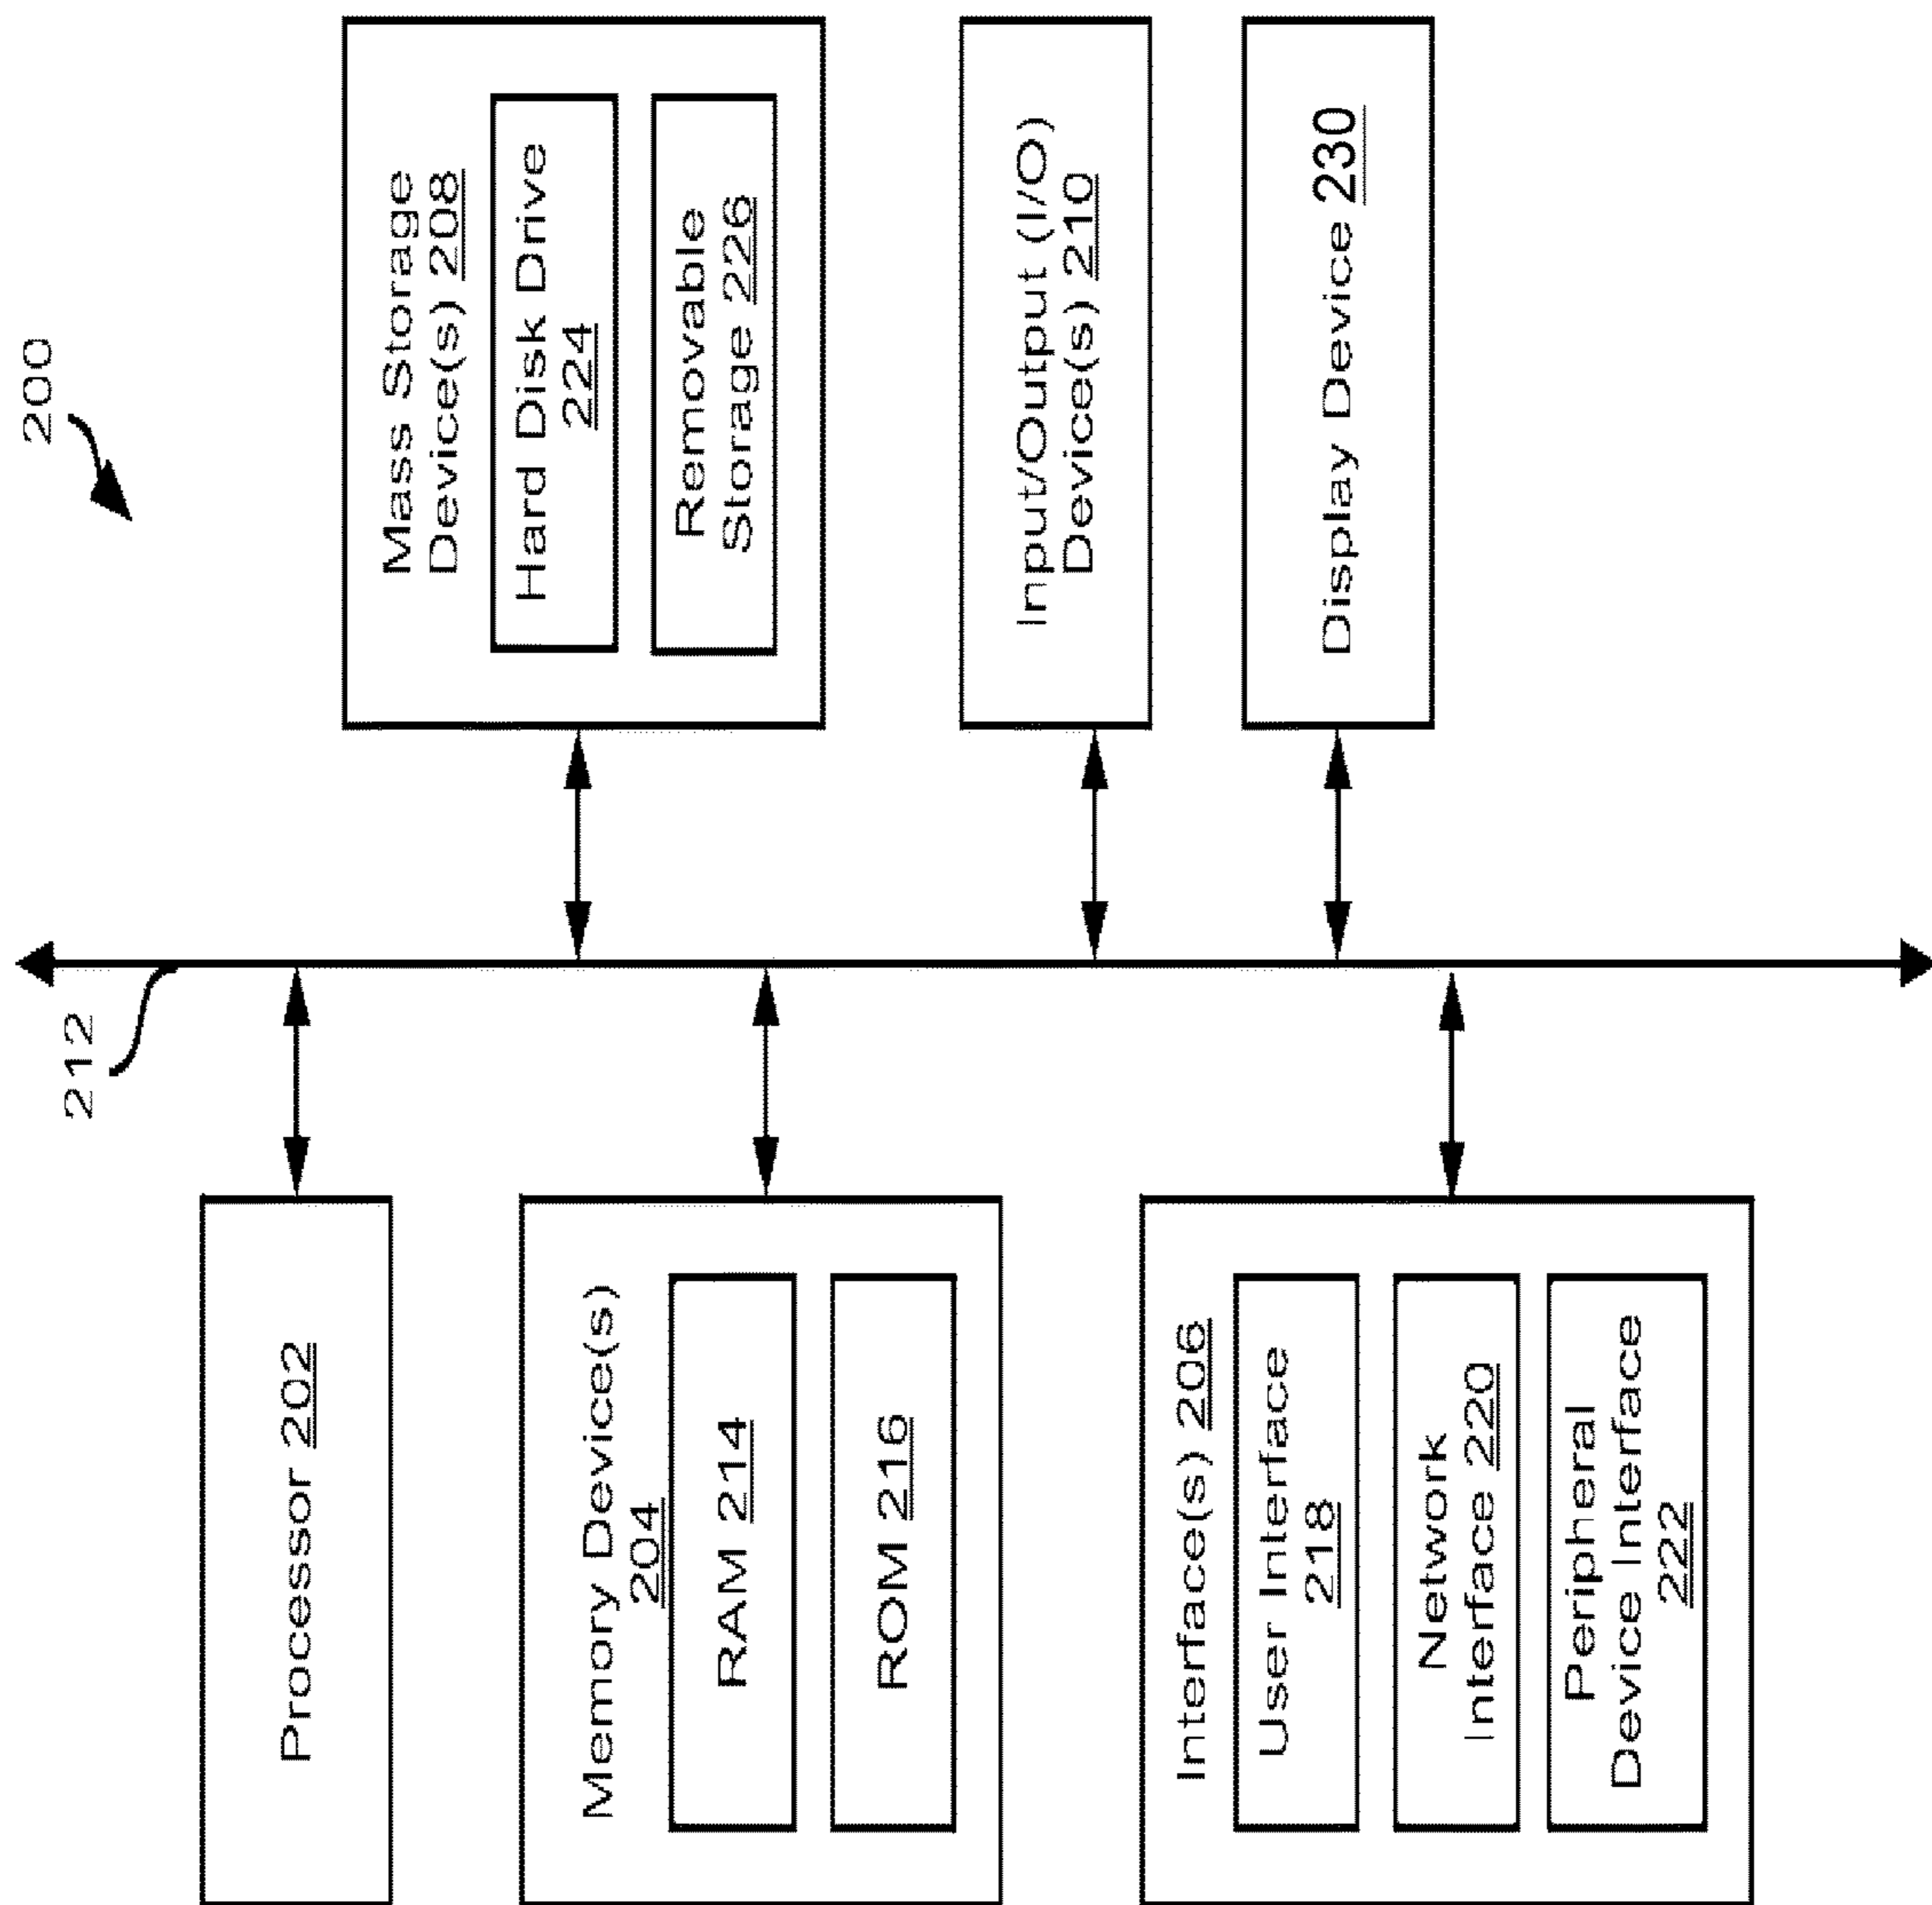 200
212
Processor 202
Memory Device(s)
204
RAM 214
ROM 216
Interface(s) 206
User Interface
218
Network
Interface 220
Peripheral
Device Interface
222
Mass Storage
Device(s) 208
Hard Disk Drive
224
Removable
Storage 226
Input/Output (I/O)
Device(s) 210
Display Device 230